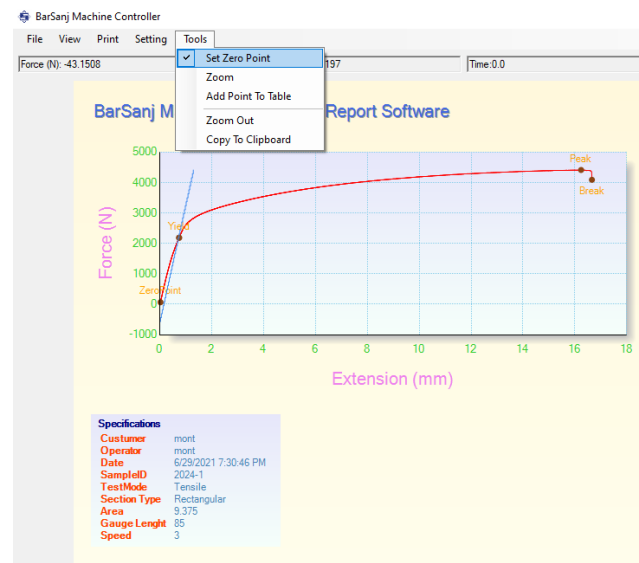 BarSanj Machine Controller
File View Print Setting Tools
Force (N): -43.1508
197
Time:0.0
Set Zero Point
Zoom
Add Point To Table
Zoom Out
Copy To Clipboard
BarSanj M
Report Software
5000
4000
3000
2000
1000
0
-1000
Force (N)
Peak
Break
Yield
ZeroPoint
0 2 4 6 8 10 12 14 16 18
Extension (mm)
Specifications
Custumer mont
Operator mont
Date 6/29/2021 7:30:46 PM
SampleID 2024-1
TestMode Tensile
Section Type Rectangular
Area 9.375
Gauge Lenght 85
Speed 3